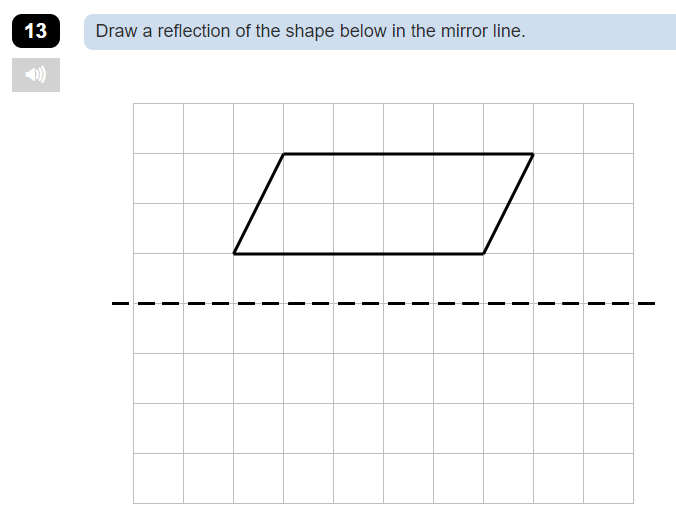 13
Draw a reflection of the shape below in the mirror line.